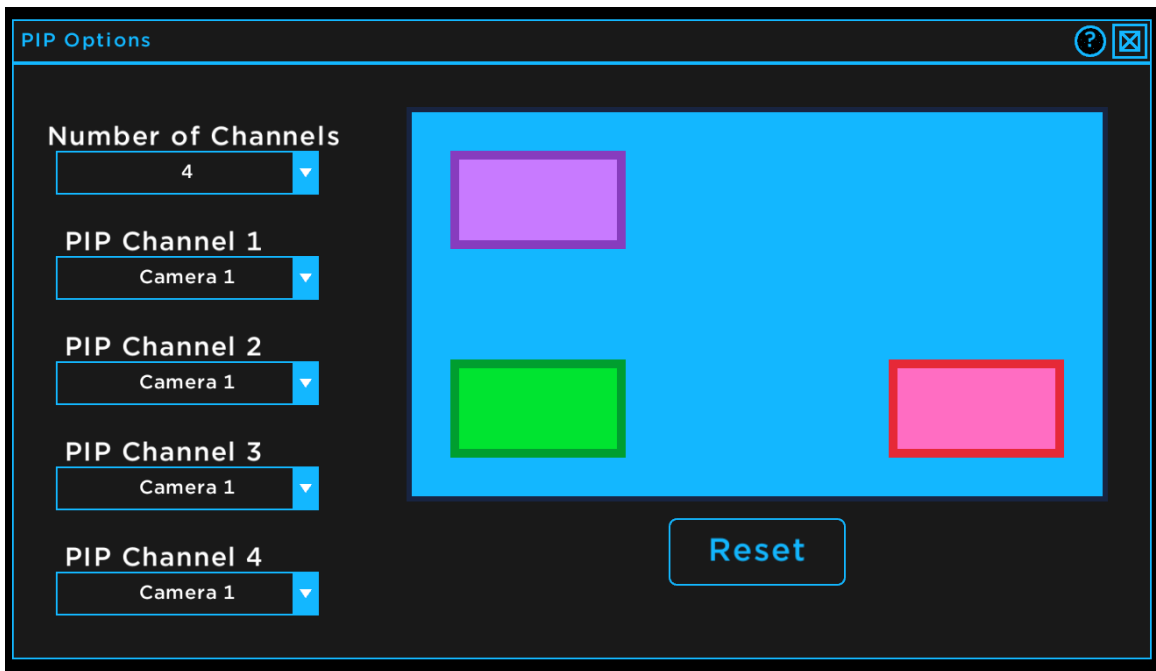 PIP Options
?
Number of Channels
4
PIP Channel 1
Camera 1
PIP Channel 2
Camera 1
PIP Channel 3
Camera 1
PIP Channel 4
Camera 1
Reset